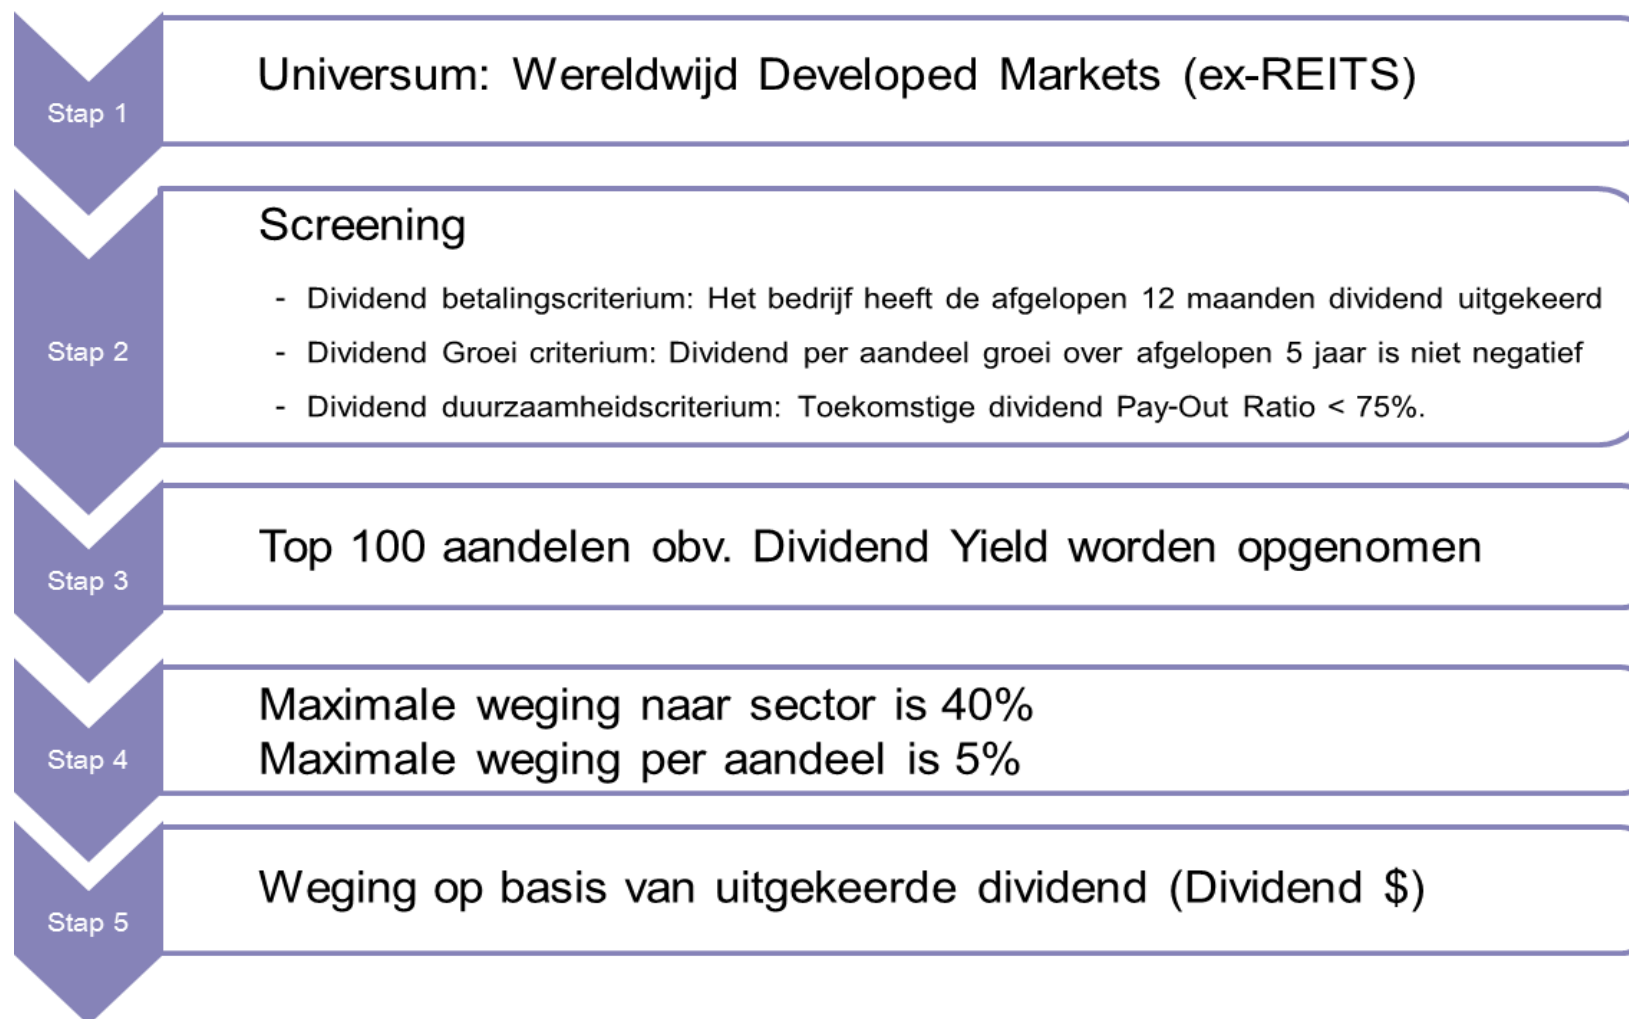 Stap 1
Universum: Wereldwijd Developed Markets (ex-REITS)
Stap 2
Screening
- Dividend betalingscriterium: Het bedrijf heeft de afgelopen 12 maanden dividend uitgekeerd
- Dividend Groei criterium: Dividend per aandeel groei over afgelopen 5 jaar is niet negatief
- Dividend duurzaamheidscriterium: Toekomstige dividend Pay-Out Ratio < 75%.
Stap 3
Top 100 aandelen obv. Dividend Yield worden opgenomen
Stap 4
Maximale weging naar sector is 40%
Maximale weging per aandeel is 5%
Stap 5
Weging op basis van uitgekeerde dividend (Dividend $)